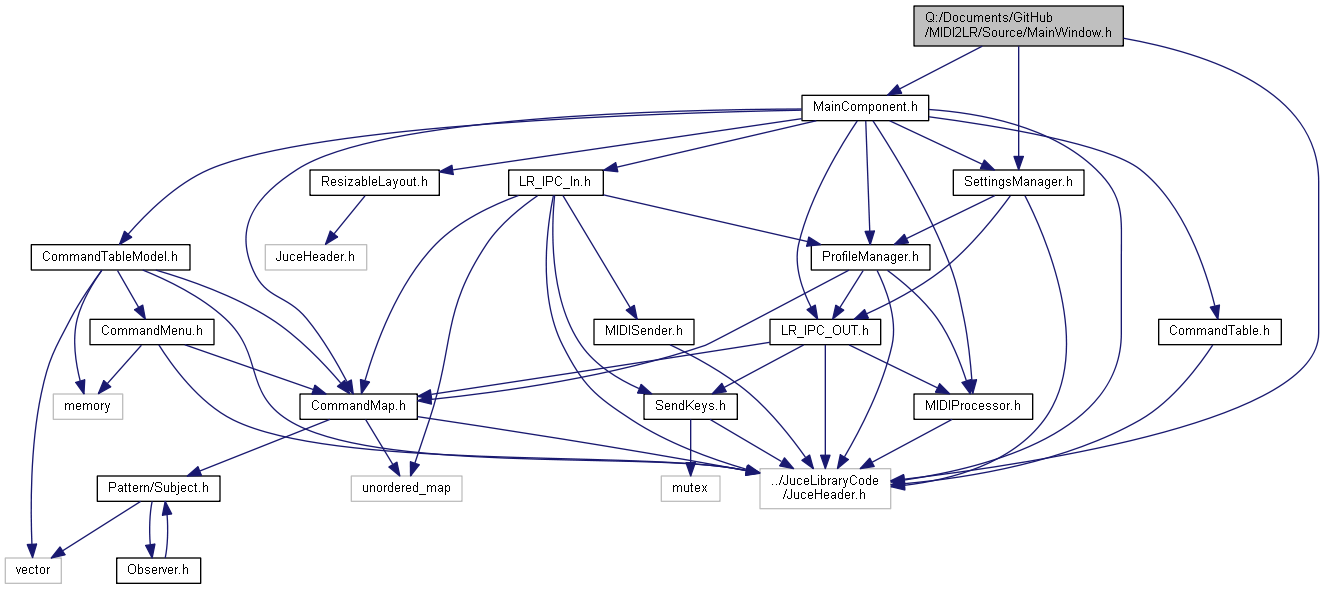 Q:/Documents/GitHub
/MIDI2LR/Source/MainWindow.h
MainComponent.h
ResizableLayout.h
LR_IPC_In.h
SettingsManager.h
CommandTableModel.h
JuceHeader.h
ProfileManager.h
CommandMenu.h
MIDISender.h
LR_IPC_OUT.h
CommandTable.h
memory
CommandMap.h
SendKeys.h
MIDIProcessor.h
Pattern/Subject.h
unordered_map
mutex
../JuceLibraryCode
/JuceHeader.h
vector
Observer.h